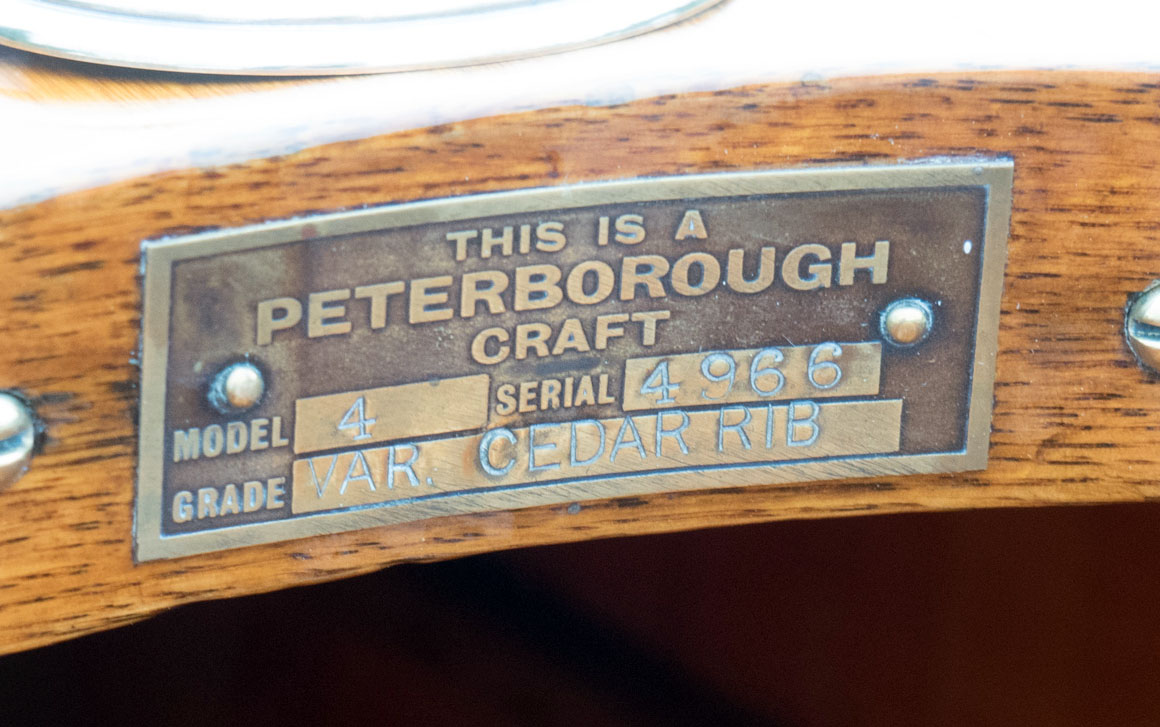 THIS IS A
PETERBOROUGH
CRAFT
MODEL 4 SERIAL 4966
GRADE VAR. CEDAR RIB